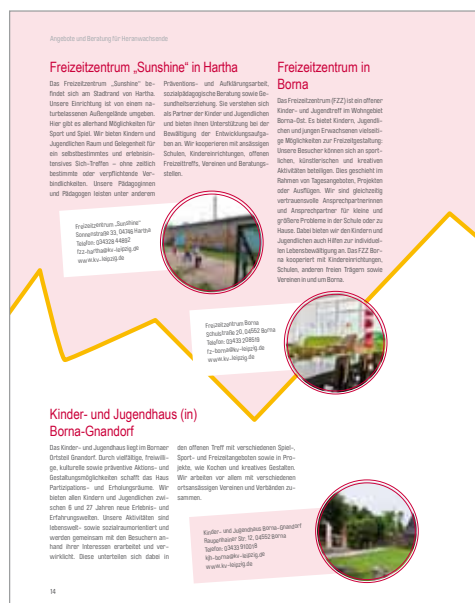 Angebote und Beratung für Heranwachsende
Freizeitzentrum „Sunshine“ in Hartha
Das Freizeitzentrum „Sunshine“ be-
findet sich am Stadtrand von Hartha.
Unsere Einrichtung ist von einem na-
turbelassenen Außengelände umgeben.
Hier gibt es allerhand Möglichkeiten für
Sport und Spiel. Wir bieten Kindern und
Jugendlichen Raum und Gelegenheit für
ein selbstbestimmtes und erlebnisin-
tensives Sich-Treffen – ohne zeitlich
bestimmte oder verpflichtende Ver-
bindlichkeiten. Unsere Pädagoginnen
und Pädagogen leisten unter anderem
Präventions- und Aufklärungsarbeit,
sozialpädagogische Beratung sowie Ge-
sundheitserziehung. Sie verstehen sich
als Partner der Kinder und Jugendlichen
und bieten ihnen Unterstützung bei der
Bewältigung der Entwicklungsaufga-
ben an. Wir kooperieren mit ansässigen
Schulen, Kindereinrichtungen, offenen
Freizeittreffs, Vereinen und Beratungs-
stellen.
Freizeitzentrum „Sunshine“
Sonnenstraße 33, 04746 Hartha
Telefon: 034328 44882
fzz-hartha@kv-leipzig.de
www.kv-leipzig.de
Freizeitzentrum in
Borna
Das Freizeitzentrum (FZZ) ist ein offener
Kinder- und Jugendtreff im Wohngebiet
Borna-Ost. Es bietet Kindern, Jugendli-
chen und jungen Erwachsenen vielseiti-
ge Möglichkeiten zur Freizeitgestaltung:
Unsere Besucher können sich an sport-
lichen, künstlerischen und kreativen
Aktivitäten beteiligen. Dies geschieht im
Rahmen von Tagesangeboten, Projekten
oder Ausflügen. Wir sind gleichzeitig
vertrauensvolle Ansprechpartnerinnen
und Ansprechpartner für kleine und
größere Probleme in der Schule oder zu
Hause. Dabei bieten wir den Kindern und
Jugendlichen auch Hilfen zur individuel-
len Lebensbewältigung an. Das FZZ Bor-
na kooperiert mit Kindereinrichtungen,
Schulen, anderen freien Trägern sowie
Vereinen in und um Borna.
Freizeitzentrum Borna
Schulstraße 20, 04552 Borna
Telefon: 03433 208519
fz-borna@kv-leipzig.de
www.kv-leipzig.de
Kinder- und Jugendhaus (in)
Borna-Gnandorf
Das Kinder- und Jugendhaus liegt im Bornaer
Ortsteil Gnandorf. Durch vielfältige, freiwilli-
ge, kulturelle sowie präventive Aktions- und
Gestaltungsmöglichkeiten schafft das Haus
Partizipations- und Erholungsräume. Wir
bieten allen Kindern und Jugendlichen zwi-
schen 6 und 27 Jahren neue Erlebnis- und
Erfahrungswelten. Unsere Aktivitäten sind
lebenswelt- sowie sozialraumorientiert und
werden gemeinsam mit den Besuchern an-
hand ihrer Interessen erarbeitet und ver-
wirklicht. Diese unterteilen sich dabei in
den offenen Treff mit verschiedenen Spiel-,
Sport- und Freizeitangeboten sowie in Pro-
jekte, wie Kochen und kreatives Gestalten.
Wir arbeiten vor allem mit verschiedenen
ortsansässigen Vereinen und Verbänden zu-
sammen.
Kinder- und Jugendhaus Borna-Gnandorf
Raupenhainer Str. 12, 04552 Borna
Telefon: 03433 910019
kjh-borna@kv-leipzig.de
www.kv-leipzig.de
14